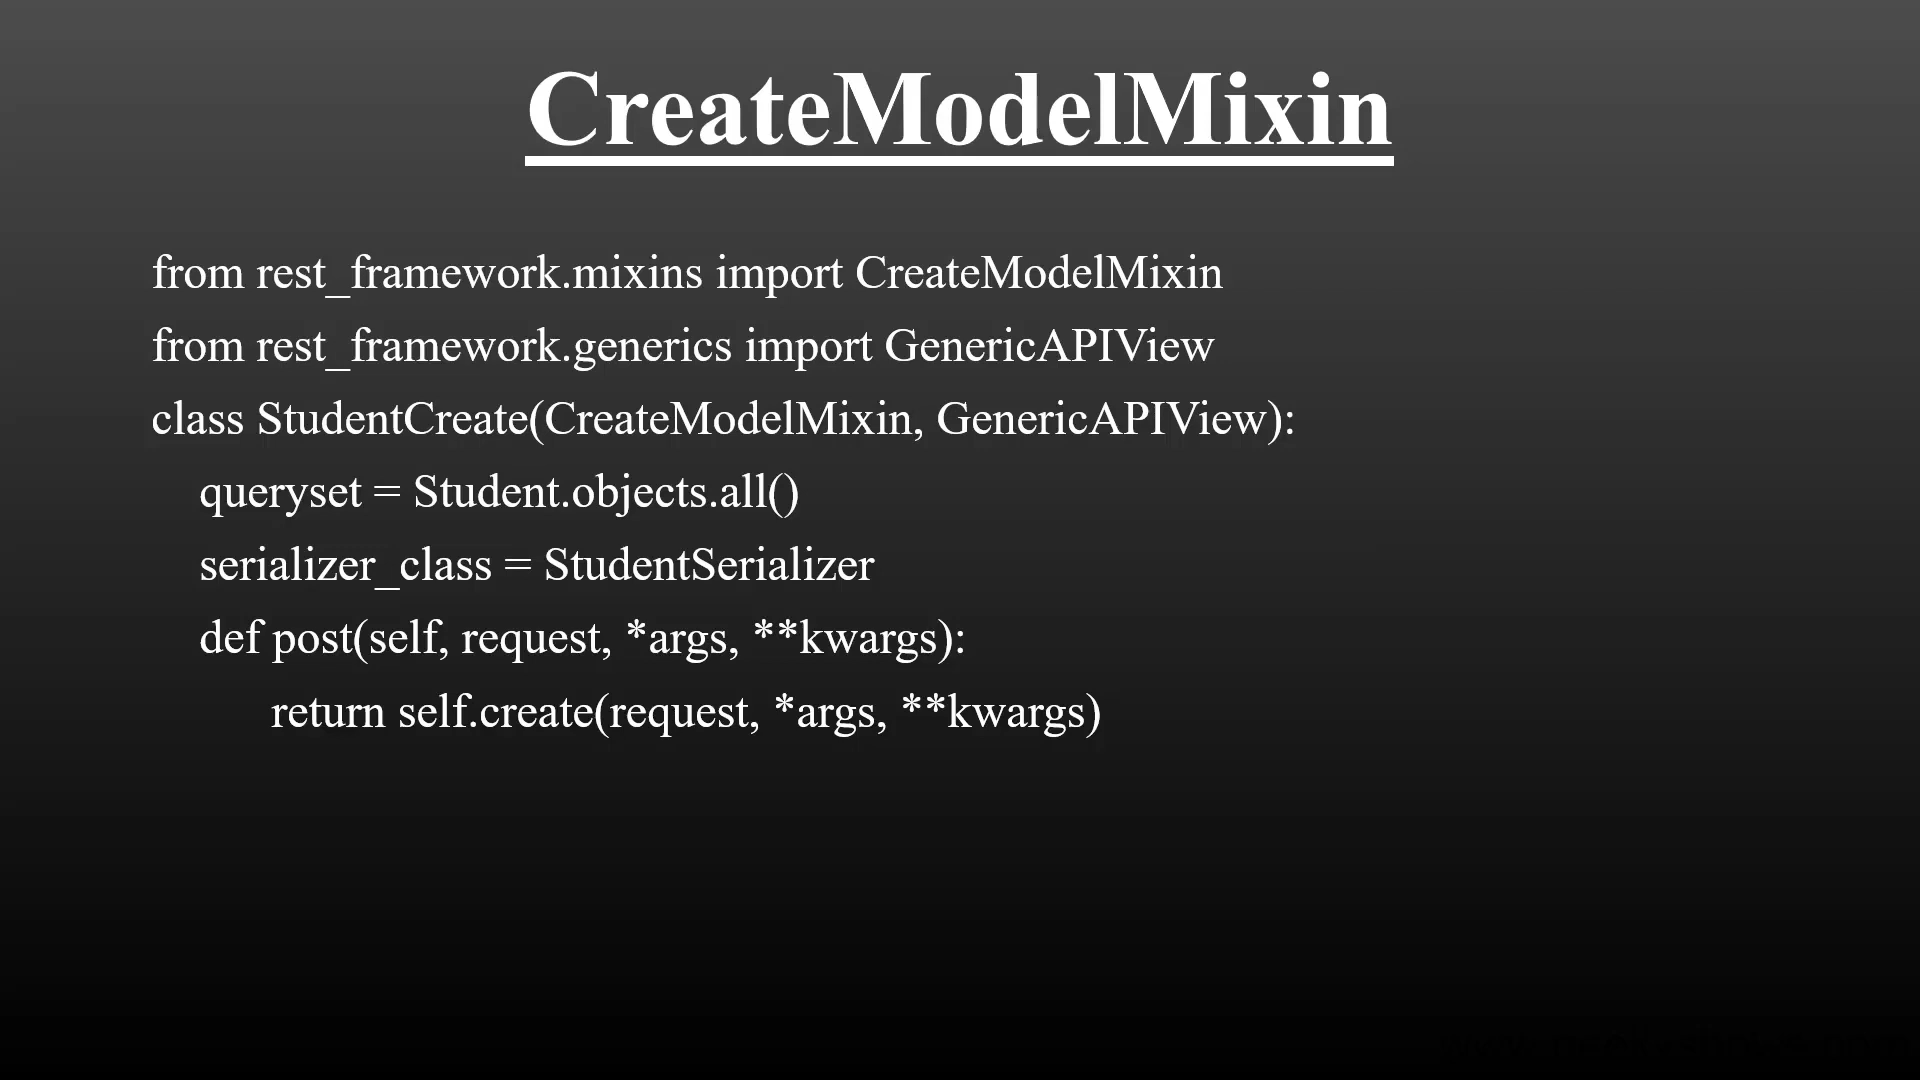 CreateModelMixin
from rest_framework.mixins import CreateModelMixin
from rest_framework.generics import GenericAPIView
class StudentCreate(CreateModelMixin, GenericAPIView):
queryset = Student.objects.all()
serializer_class = StudentSerializer
def post(self, request, *args, **kwargs):
return self.create(request, *args, **kwargs)